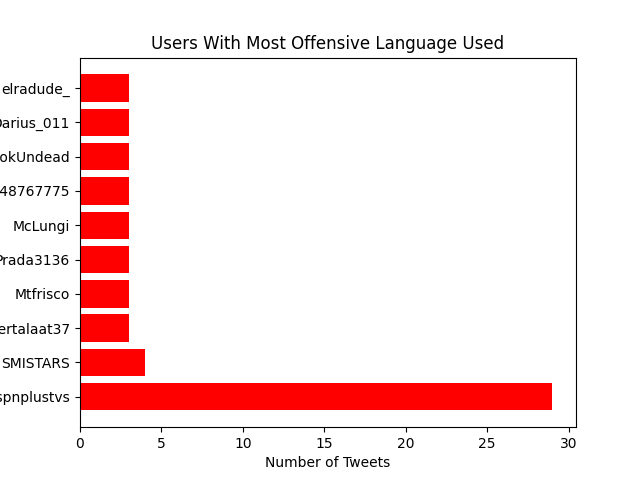 Users With Most Offensive Language Used
elradude_
Darius_011
okUndead
48767775
McLungi
Prada3136
Mtfrisco
ertalaat37
SMISTARS
spnplustvs
0 5 10 15 20 25 30
Number of Tweets